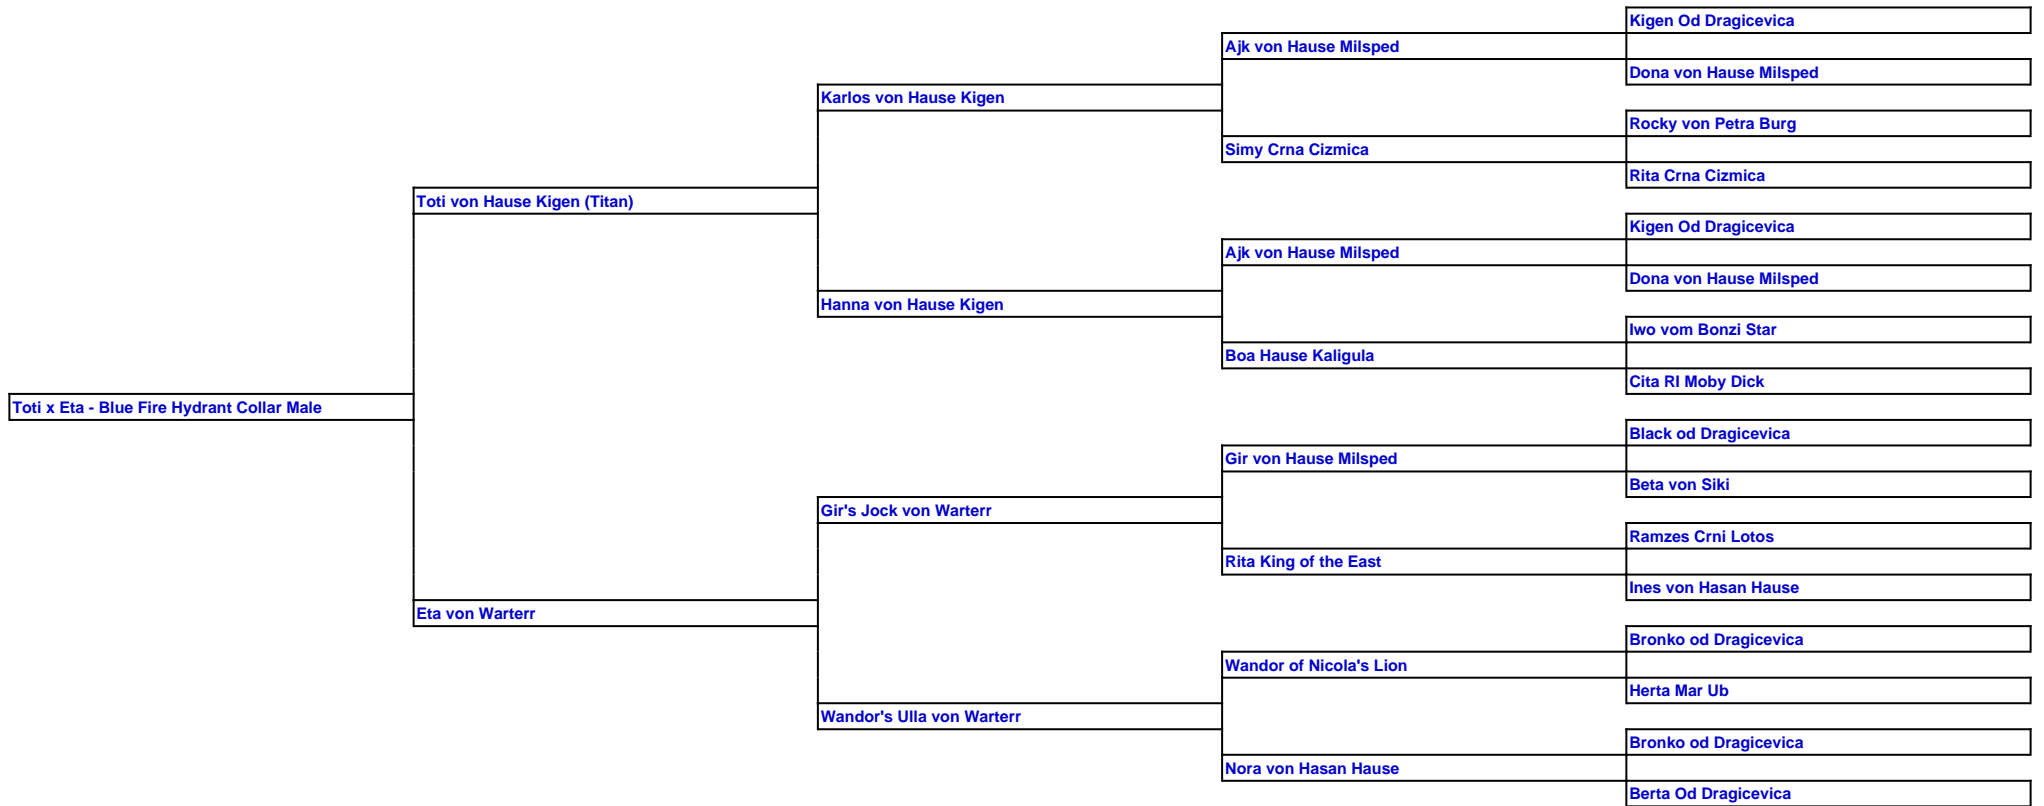 Kigen Od Dragicevica
Ajk von Hause Milsped
Dona von Hause Milsped
Karlos von Hause Kigen
Rocky von Petra Burg
Simy Crna Cizmica
Rita Crna Cizmica
Toti von Hause Kigen (Titan)
Kigen Od Dragicevica
Ajk von Hause Milsped
Dona von Hause Milsped
Hanna von Hause Kigen
Iwo vom Bonzi Star
Boa Hause Kaligula
Cita RI Moby Dick
Toti x Eta - Blue Fire Hydrant Collar Male
Black od Dragicevica
Gir von Hause Milsped
Beta von Siki
Gir's Jock von Warterr
Ramzes Crni Lotos
Rita King of the East
Ines von Hasan Hause
Eta von Warterr
Bronko od Dragicevica
Wandor of Nicola's Lion
Herta Mar Ub
Wandor's Ulla von Warterr
Bronko od Dragicevica
Nora von Hasan Hause
Berta Od Dragicevica